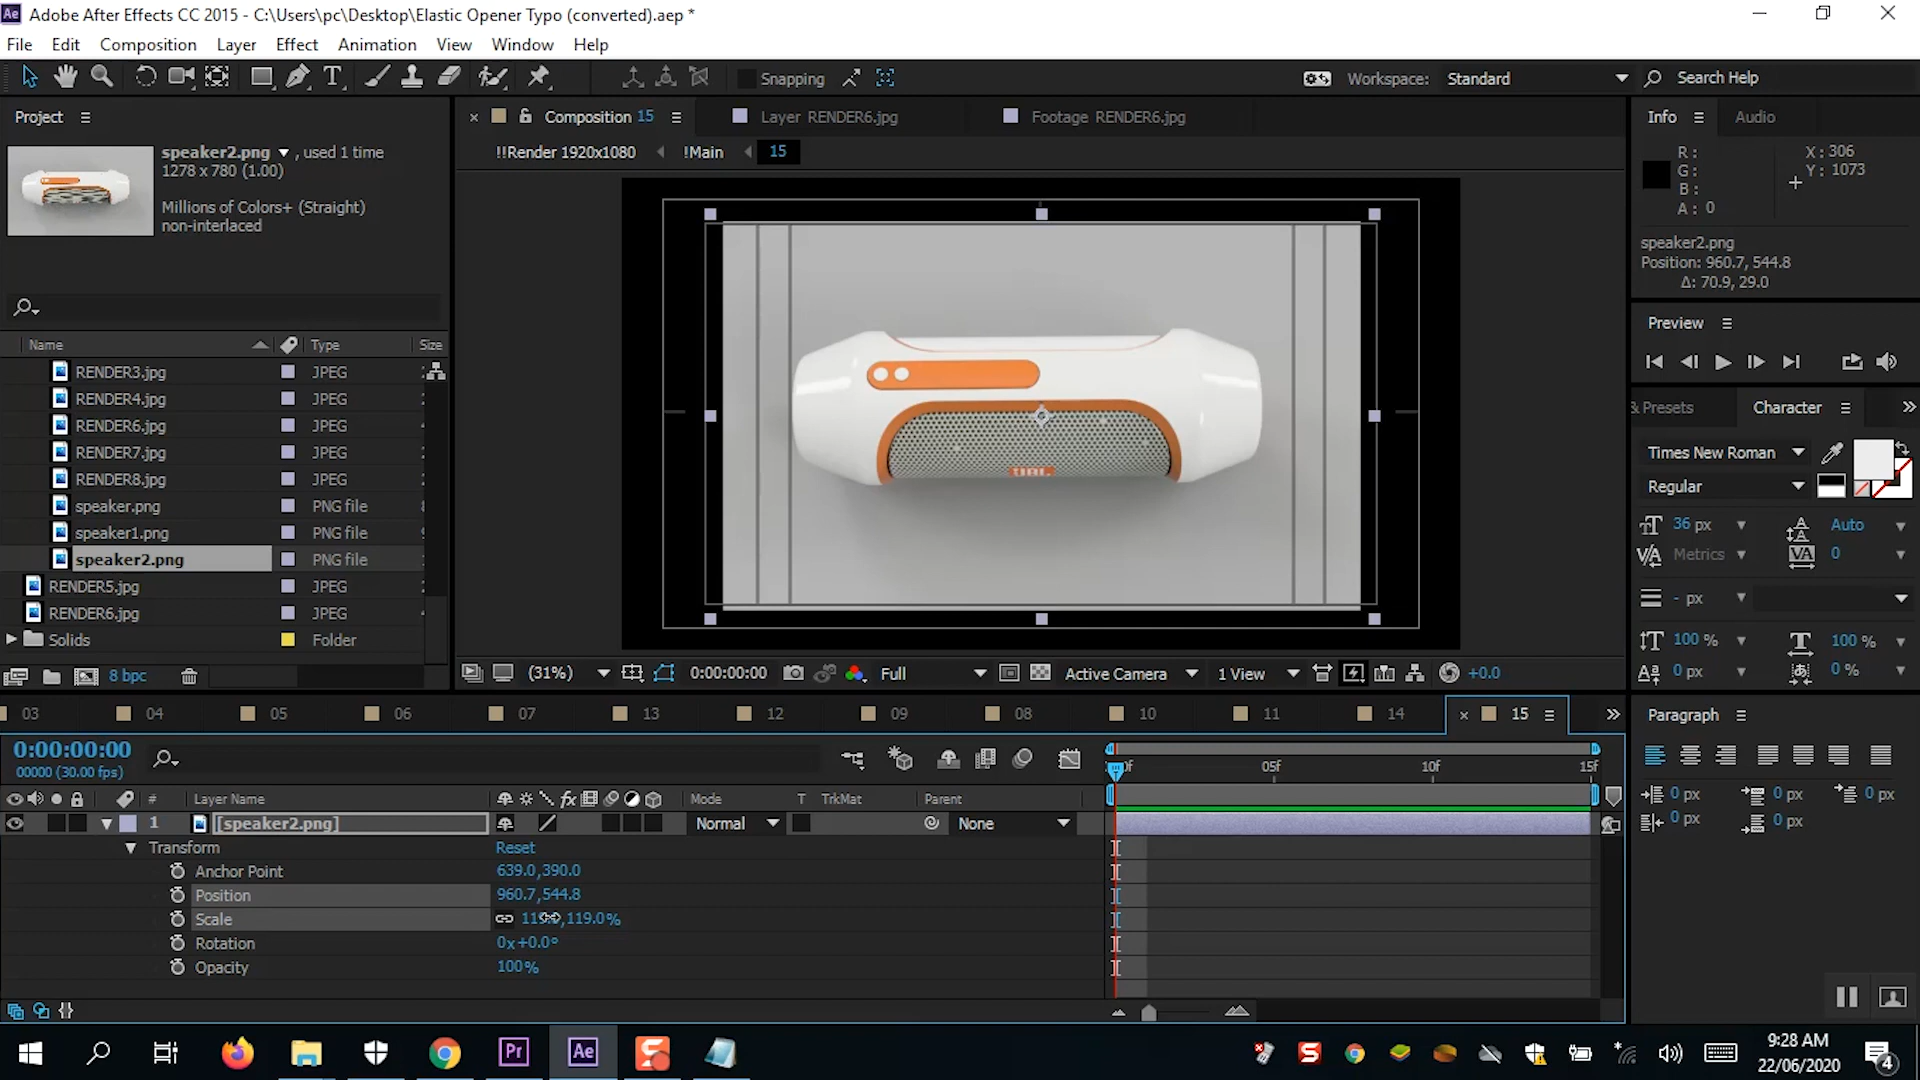 Adobe After Effects CC 2015 - C:\Users\pc\Desktop\Elastic Opener Typo (converted).aep *
File Edit Composition Layer Effect Animation View Window Help
Snapping
Workspace: Standard
Search Help
Project
Composition 15
Layer RENDER6.jpg
Footage RENDER6.jpg
Info Audio
speaker2.png , used 1 time
1278 x 780 (1.00)
Millions of Colors+ (Straight)
non-interlaced
!!Render 1920x1080 !Main 15
R:
G:
B:
A: 0
X: 306
Y: 1073
speaker2.png
Position: 960.7, 544.8
Δ: 70.9, 29.0
Preview
Name Type Size
RENDER3.jpg JPEG
RENDER4.jpg JPEG
RENDER6.jpg JPEG
RENDER7.jpg JPEG
RENDER8.jpg JPEG
speaker.png PNG file
speaker1.png PNG file
speaker2.png PNG file
RENDER5.jpg JPEG
RENDER6.jpg JPEG
Solids Folder
8 bpc
(31%) 0:00:00:00 Full Active Camera 1 View +0.0
& Presets Character
Times New Roman
Regular
36 px Auto
Metrics 0
- px
100 % 100 %
0 px 0 %
03 04 05 06 07 13 12 09 08 10 11 14 15
Paragraph
0 px 0 px 0 px
0 px 0 px
0:00:00:00
00000 (30.00 fps)
05f 10f 15f
# Layer Name Mode T TrkMat Parent
1 [speaker2.png] Normal None
Transform Reset
Anchor Point 639.0,390.0
Position 960.7,544.8
Scale ,119.0%
Rotation 0x+0.0°
Opacity 100%
Pr Ae
9:28 AM
22/06/2020
4